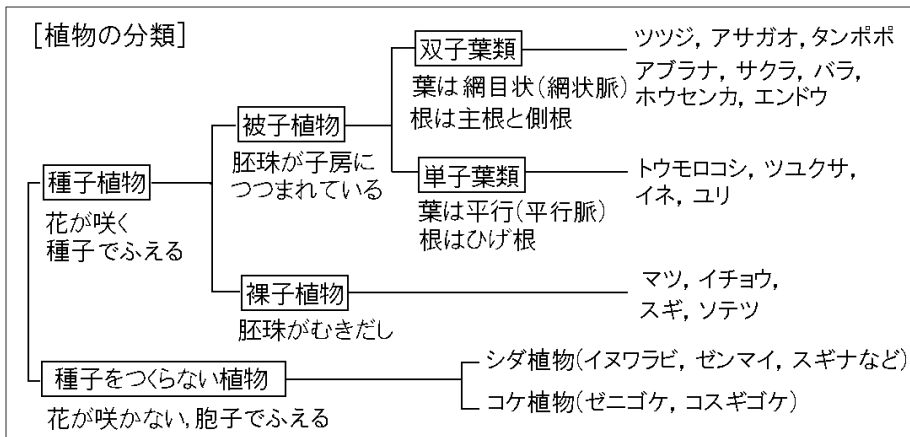 [植物の分類]
双子葉類
ツツジ, アサガオ, タンポポ
アブラナ, サクラ, バラ,
ホウセンカ, エンドウ
葉は網目状(網状脈)
根は主根と側根
被子植物
胚珠が子房に
つつまれている
単子葉類
トウモロコシ, ツユクサ,
イネ, ユリ
葉は平行(平行脈)
根はひげ根
種子植物
花が咲く
種子でふえる
裸子植物
マツ, イチョウ,
スギ, ソテツ
胚珠がむきだし
種子をつくらない植物
シダ植物(イヌワラビ, ゼンマイ, スギナなど)
コケ植物(ゼニゴケ, コスギゴケ)
花が咲かない, 胞子でふえる